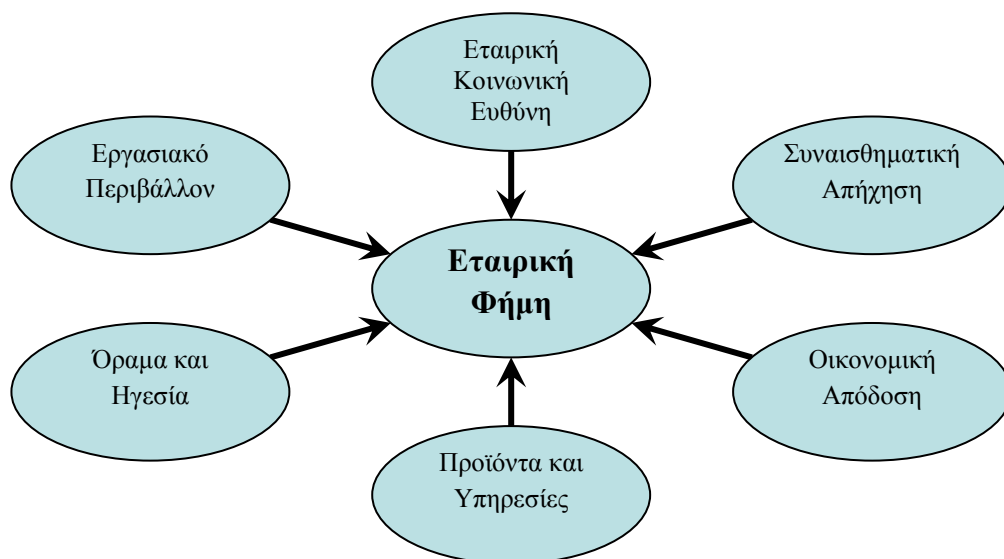 Εταιρική
Κοινωνική
Ευθύνη
Εργασιακό
Περιβάλλον
Συναισθηματική
Απήχηση
Εταιρική
Φήμη
Όραμα και
Ηγεσία
Οικονομική
Απόδοση
Προϊόντα και
Υπηρεσίες